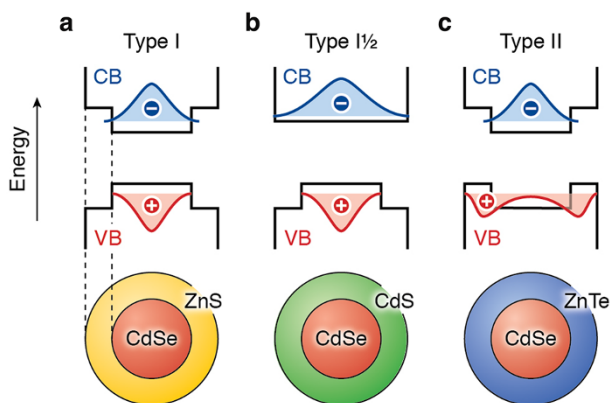 a
Type I
b
Type I½
c
Type II
Energy
CB
−
CB
−
CB
−
+
VB
+
VB
+
VB
ZnS
CdSe
CdS
CdSe
ZnTe
CdSe